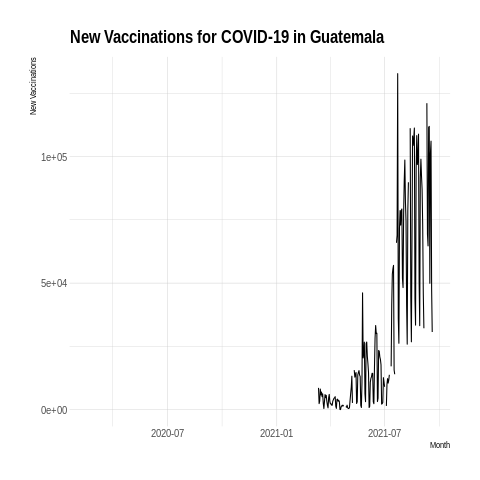 New Vaccinations for COVID-19 in Guatemala
New Vaccinations
1e+05
5e+04
0e+00
2020-07
2021-01
2021-07
Month